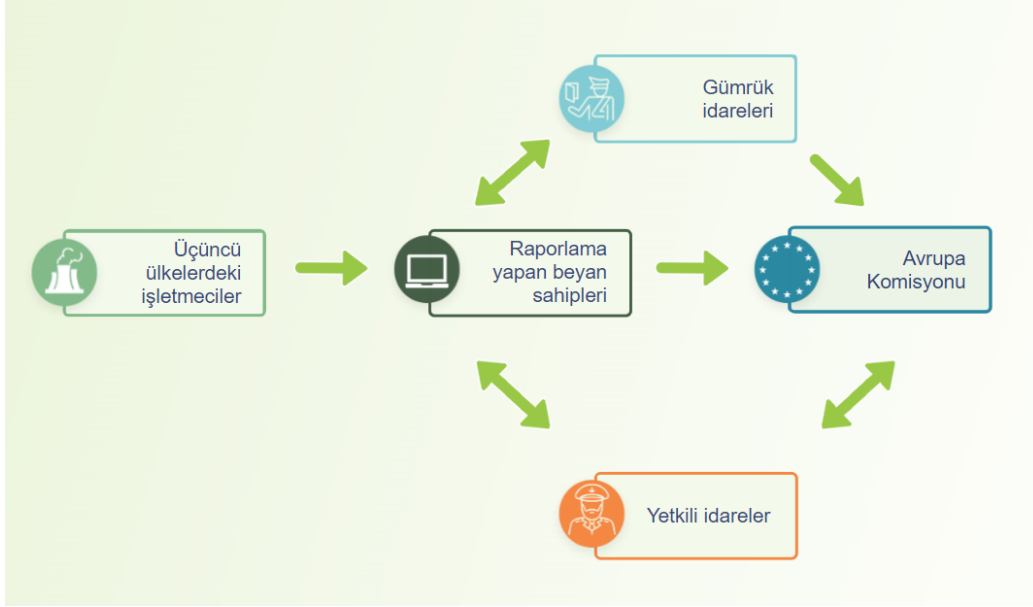 Gümrük
idareleri
Üçüncü
ülkelerdeki
işletmeciler
Raporlama
yapan beyan
sahipleri
Avrupa
Komisyonu
Yetkili idareler